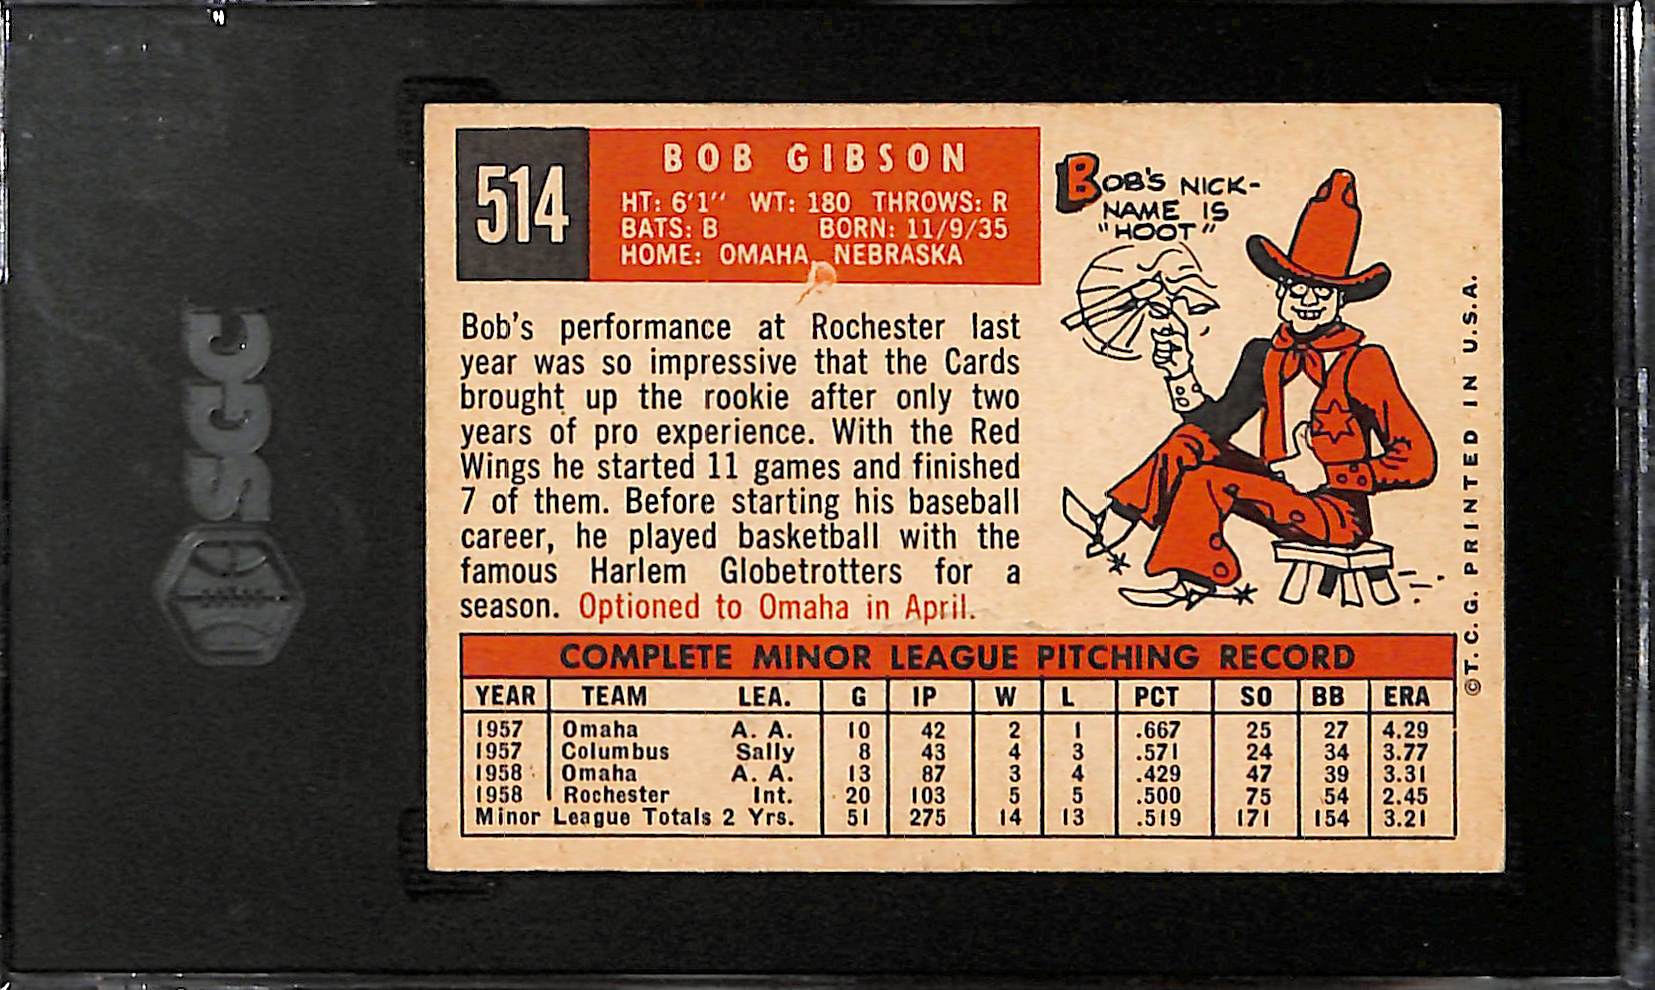 SGC
514
BOB GIBSON
HT: 6'1" WT: 180 THROWS: R
BATS: B BORN: 11/9/35
HOME: OMAHA, NEBRASKA
BOB'S NICK-
NAME IS
"HOOT"
Bob's performance at Rochester last
year was so impressive that the Cards
brought up the rookie after only two
years of pro experience. With the Red
Wings he started 11 games and finished
7 of them. Before starting his baseball
career, he played basketball with the
famous Harlem Globetrotters for a
season. Optioned to Omaha in April.
©T.C.G. PRINTED IN U.S.A.
COMPLETE MINOR LEAGUE PITCHING RECORD
YEAR TEAM LEA. G IP W L PCT SO BB ERA
1957 Omaha A. A. 10 42 2 1 .667 25 27 4.29
1957 Columbus Sally 8 43 4 3 .571 24 34 3.77
1958 Omaha A. A. 13 87 3 4 .429 47 39 3.31
1958 Rochester Int. 20 103 5 5 .500 75 54 2.45
Minor League Totals 2 Yrs. 51 275 14 13 .519 171 154 3.21